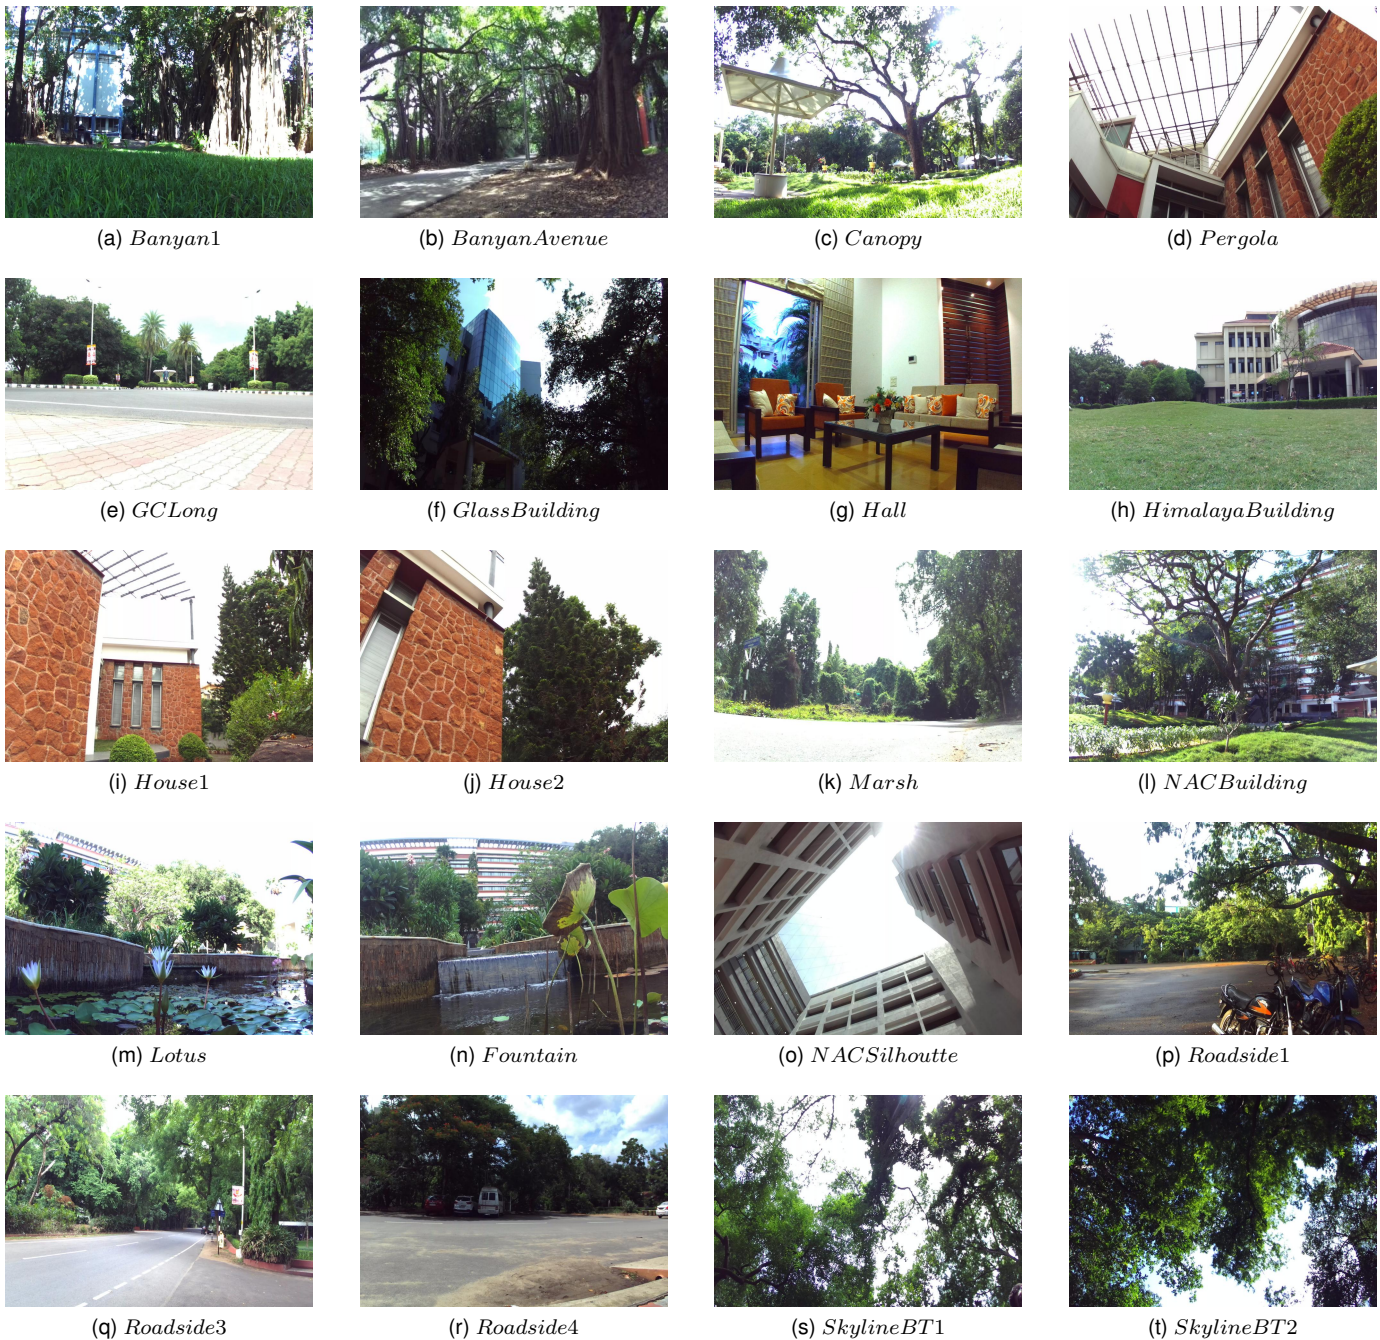 (a) Banyan1
(b) BanyanAvenue
(c) Canopy
(d) Pergola
(e) GCLong
(f) GlassBuilding
(g) Hall
(h) HimalayaBuilding
(i) House1
(j) House2
(k) Marsh
(l) NACBuilding
(m) Lotus
(n) Fountain
(o) NACSilhoutte
(p) Roadside1
(q) Roadside3
(r) Roadside4
(s) SkylineBT1
(t) SkylineBT2